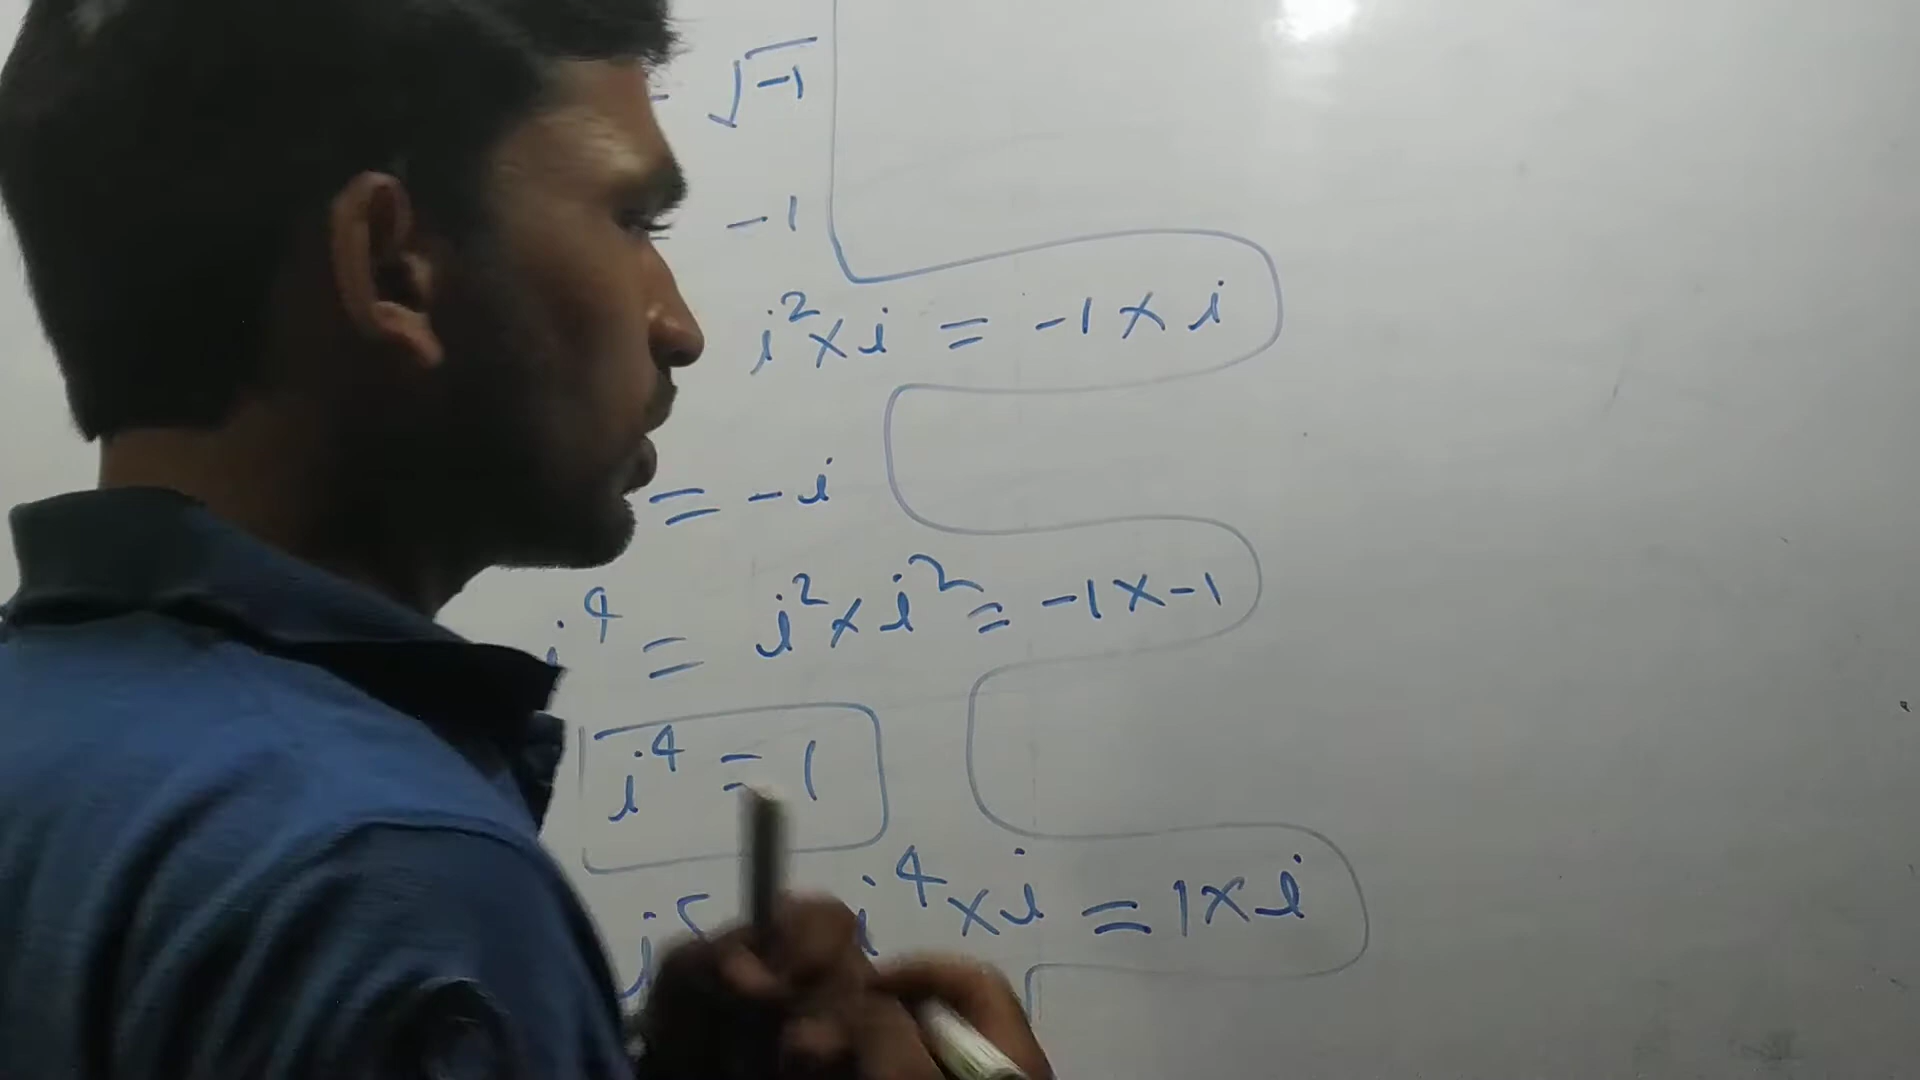 = √-1
= -1
i² × i = -1 × i
= -i
i⁴ = i² × i² = -1 × -1
i⁴ = 1
i⁵ i⁴ × i = 1 × i